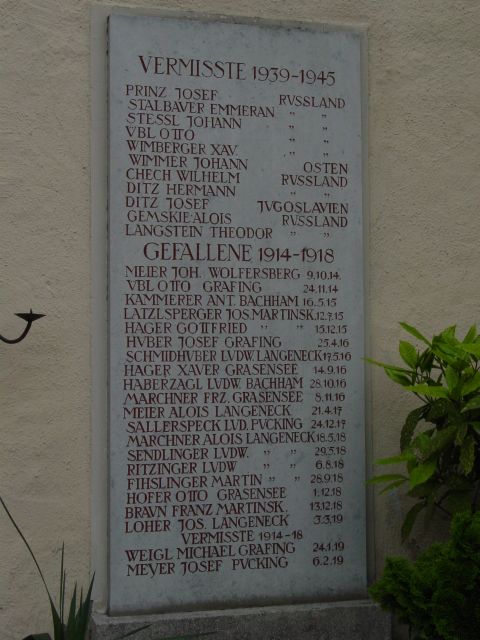 VERMISSTE 1939-1945
PRINZ JOSEF RVSSLAND
STALBAVER EMMERAN " "
STESSL JOHANN " "
VBL OTTO " "
WIMBERGER XAV. " "
WIMMER JOHANN OSTEN
CHECH WILHELM RVSSLAND
DITZ HERMANN " "
DITZ JOSEF JVGOSLAVIEN
GEMSKIE ALOIS RVSSLAND
LANGSTEIN THEODOR " "
GEFALLENE 1914-1918
MEIER JOH. WOLFERSBERG 9.10.14
VBL OTTO GRAFING 24.11.14
KAMMERER ANT. BACHHAM 16.5.15
LATZLSPERGER JOS. MARTINSK. 12.7.15
HAGER GOTTFRIED " " 15.12.15
HVBER JOSEF GRAFING 25.4.16
SCHMIDHVBER LVDW. LANGENECK 17.5.16
HAGER XAVER GRASENSEE 14.9.16
HABERZAGL LVDW. BACHHAM 28.10.16
MARCHNER FRZ. GRASENSEE 8.11.16
MEIER ALOIS LANGENECK 21.4.17
SALLERSPECK LVD. PVCKING 24.12.17
MARCHNER ALOIS LANGENECK 18.5.18
SENDLINGER LVDW. " " 29.5.18
RITZINGER LVDW " " 6.8.18
FIHSLINGER MARTIN " " 28.9.18
HOFER OTTO GRASENSEE 1.12.18
BRAVN FRANZ MARTINSK. 13.12.18
LOHER JOS. LANGENECK 3.3.19
VERMISSTE 1914-18
WEIGL MICHAEL GRAFING 24.1.19
MEYER JOSEF PVCKING 6.2.19